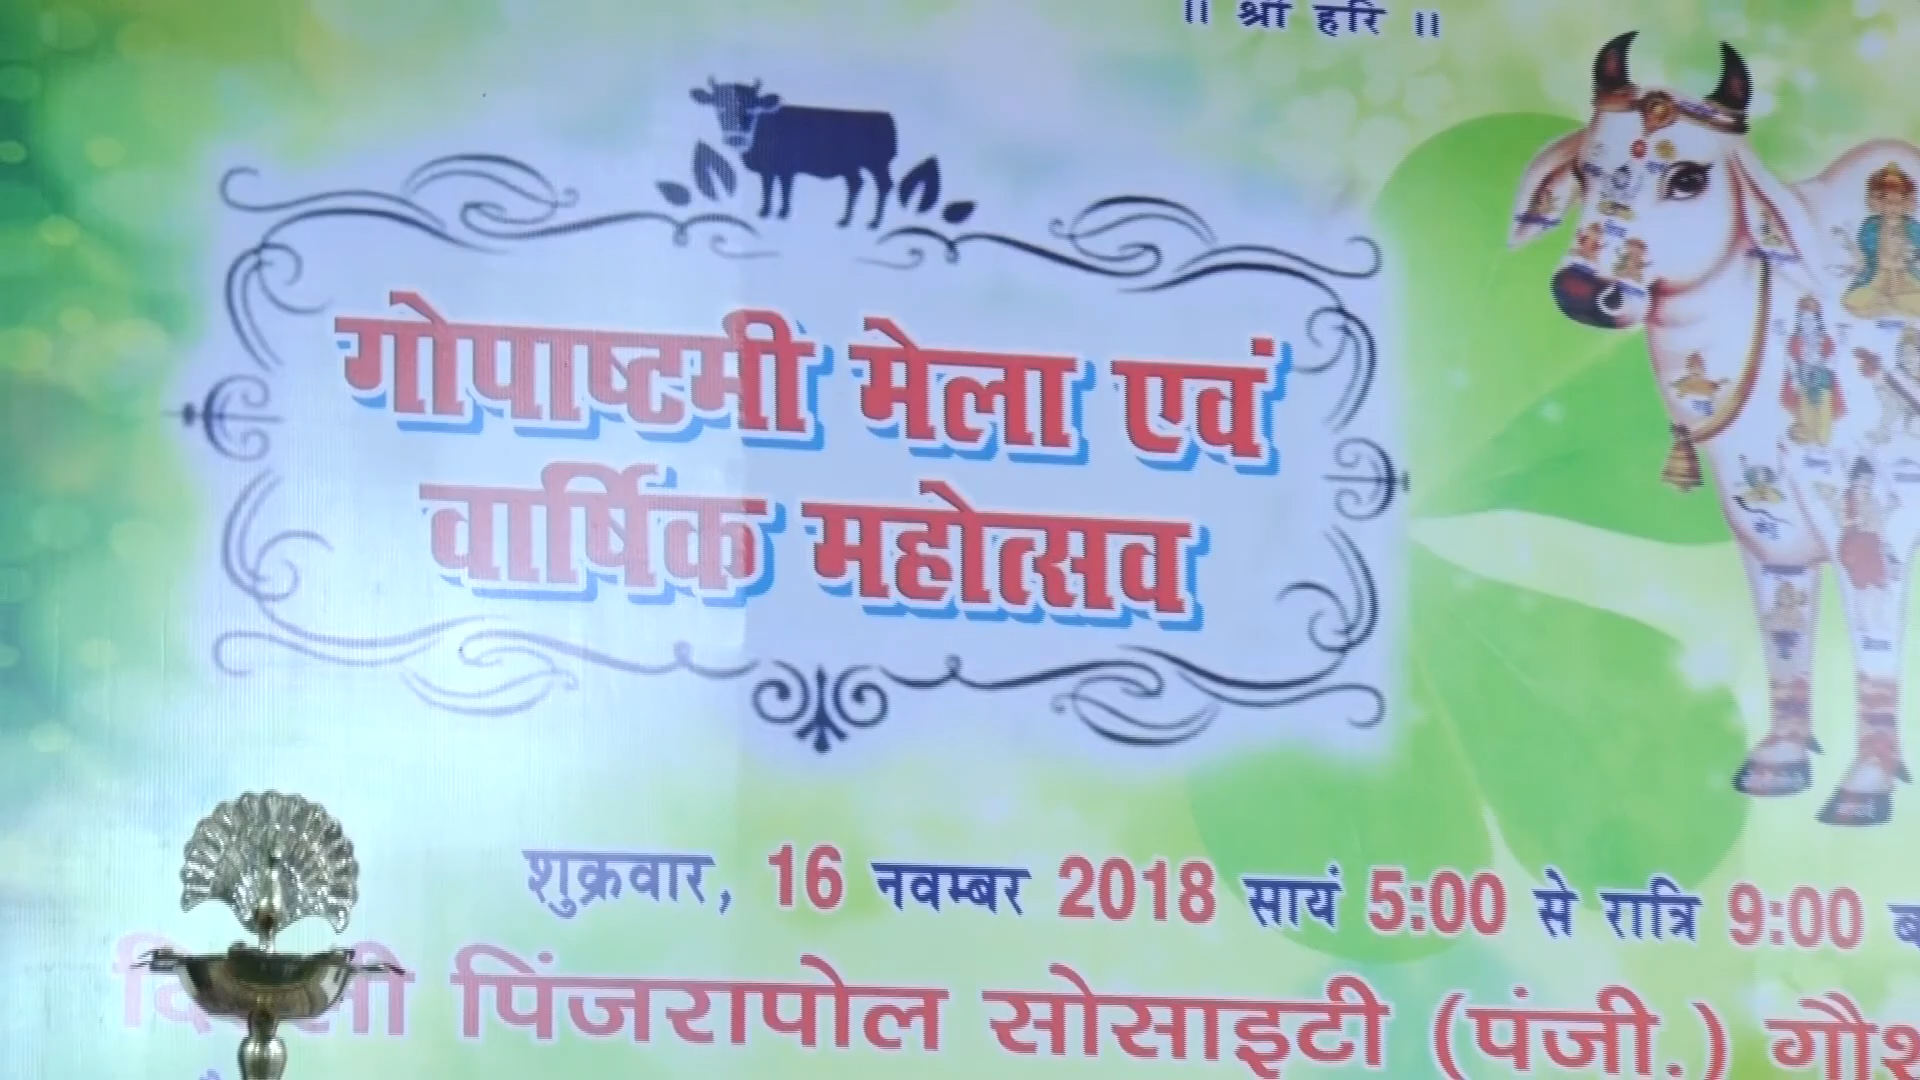 ॥ श्री हरि ॥
गोपाष्टमी मेला एवं
वार्षिक महोत्सव
शुक्रवार, 16 नवम्बर 2018 सायं 5:00 से रात्रि 9:00
पिंजरापोल सोसाइटी (पंजी.)